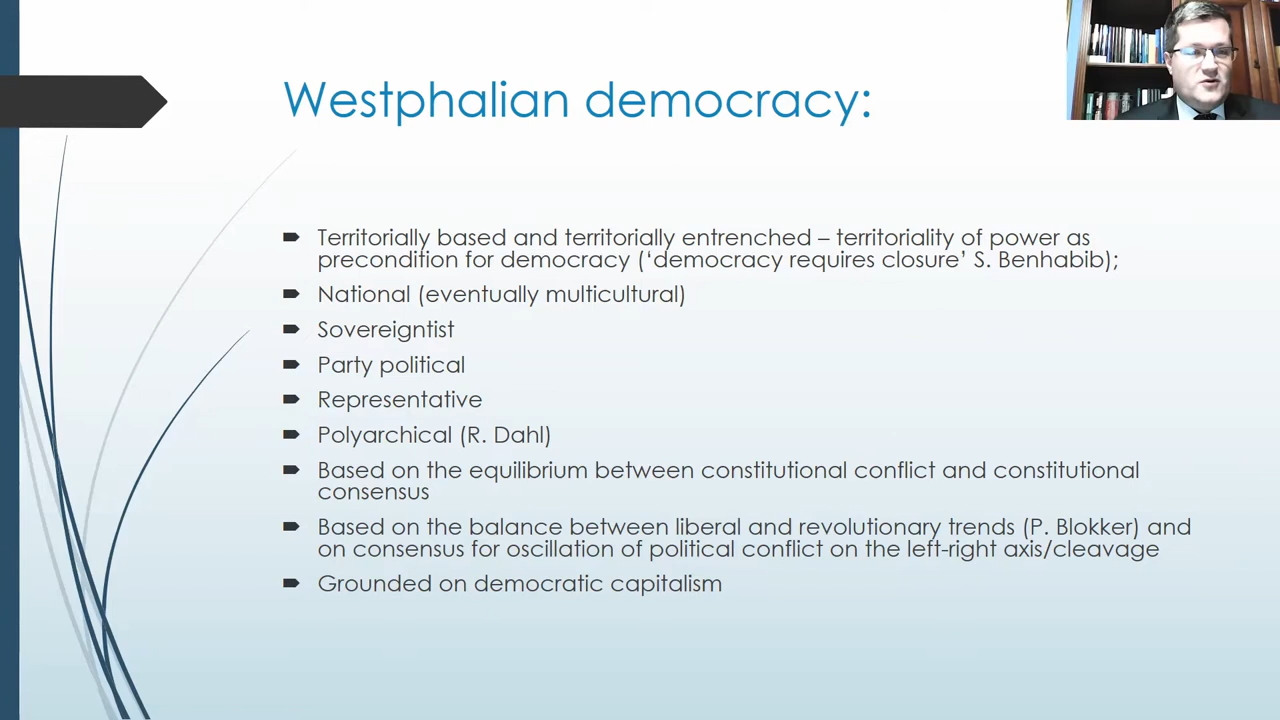 Westphalian democracy:
Territorially based and territorially entrenched – territoriality of power as
precondition for democracy (‘democracy requires closure’ S. Benhabib);
National (eventually multicultural)
Sovereigntist
Party political
Representative
Polyarchical (R. Dahl)
Based on the equilibrium between constitutional conflict and constitutional
consensus
Based on the balance between liberal and revolutionary trends (P. Blokker) and
on consensus for oscillation of political conflict on the left-right axis/cleavage
Grounded on democratic capitalism